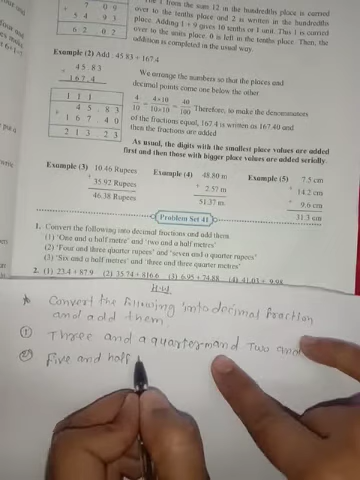 7 0 9
+ 5 4 9 3
6 2 0 2
The 1 from the sum 12 in the hundredths place is carried
over to the tenths place and 2 is written in the hundredths
place. Adding 1 + 9 gives 10 tenths or 1 unit. This 1 is carried
over to the units place. 0 is left in the tenths place. Then, the
addition is completed in the usual way.
Example (2) Add : 45.83 + 167.4
45 83
+ 167.4
We arrange the numbers so that the places and
decimal points come one below the other
1 1 1
+ 4 5 . 8 3
1 6 7 4 0
2 1 3 2 3
4/10 = 4×10/10×10 = 40/100 Therefore, to make the denominators
of the fractions equal, 167.4 is written as 167.40 and
then the fractions are added
As usual, the digits with the smallest place values are added
first and then those with bigger place values are added serially.
Example (3) 10.46 Rupees
+ 35.92 Rupees
46.38 Rupees
Example (4) 48.80 m
+ 2.57 m
51.37 m
Example (5) 7.5 cm
+ 14.2 cm
+ 9.6 cm
31.3 cm
Problem Set 41
1. Convert the following into decimal fractions and add them
(1) 'One and a half metre' and 'two and a half metres'
(2) 'Four and three quarter rupees' and 'seven and a quarter rupees'
(3) 'Six and a half metres' and 'three and three quarter metres'
2. (1) 23.4 + 87.9 (2) 35.74 + 816.6 (3) 6.95 + 74.88 (4) 41.03 + 9.98
H.W
Convert the following into decimal fraction
and add them
① Three and a quarter m and Two and
② Five and half